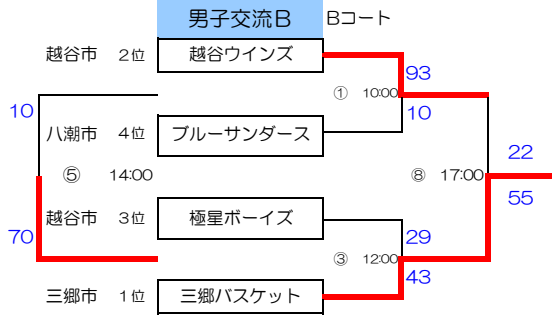 男子交流B Bコート
越谷市 2位 越谷ウインズ
93
① 10:00
10
10
八潮市 4位 ブルーサンダース
22
⑤ 14:00
⑧ 17:00
55
越谷市 3位 極星ボーイズ
70
29
③ 12:00
43
三郷市 1位 三郷バスケット